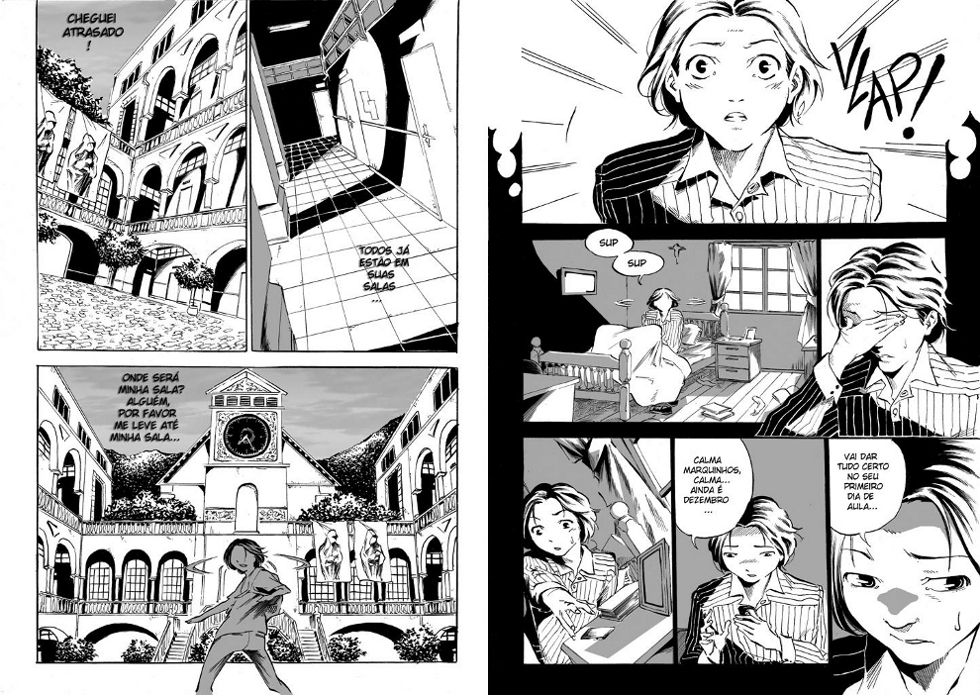 CHEGUEI
ATRASADO
!
TODOS JÁ
ESTÃO EM
SUAS
SALAS
...
ONDE SERÁ
MINHA SALA?
ALGUÉM,
POR FAVOR
ME LEVE ATÉ
MINHA SALA...
VLAP!
SUP
SUP
CALMA
MARQUINHOS,
CALMA...
AINDA É
DEZEMBRO
...
VAI DAR
TUDO CERTO
NO SEU
PRIMEIRO
DIA DE
AULA...